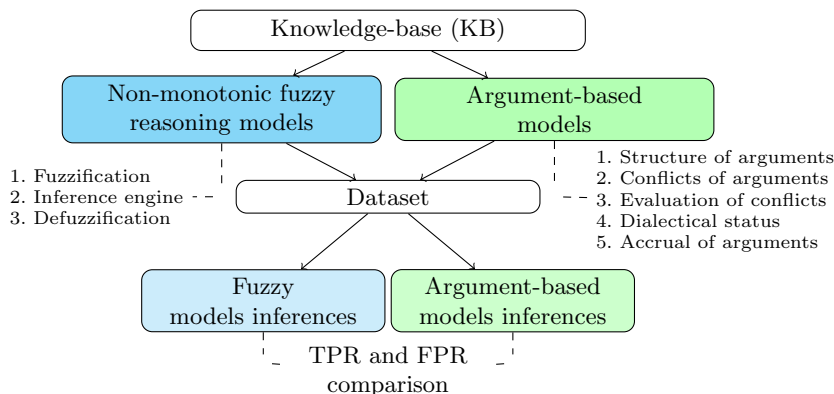 Knowledge-base (KB)
Non-monotonic fuzzy
reasoning models
Argument-based
models
1. Fuzzification
2. Inference engine
3. Defuzzification
1. Structure of arguments
2. Conflicts of arguments
3. Evaluation of conflicts
4. Dialectical status
5. Accrual of arguments
Dataset
Fuzzy
models inferences
Argument-based
models inferences
TPR and FPR
comparison